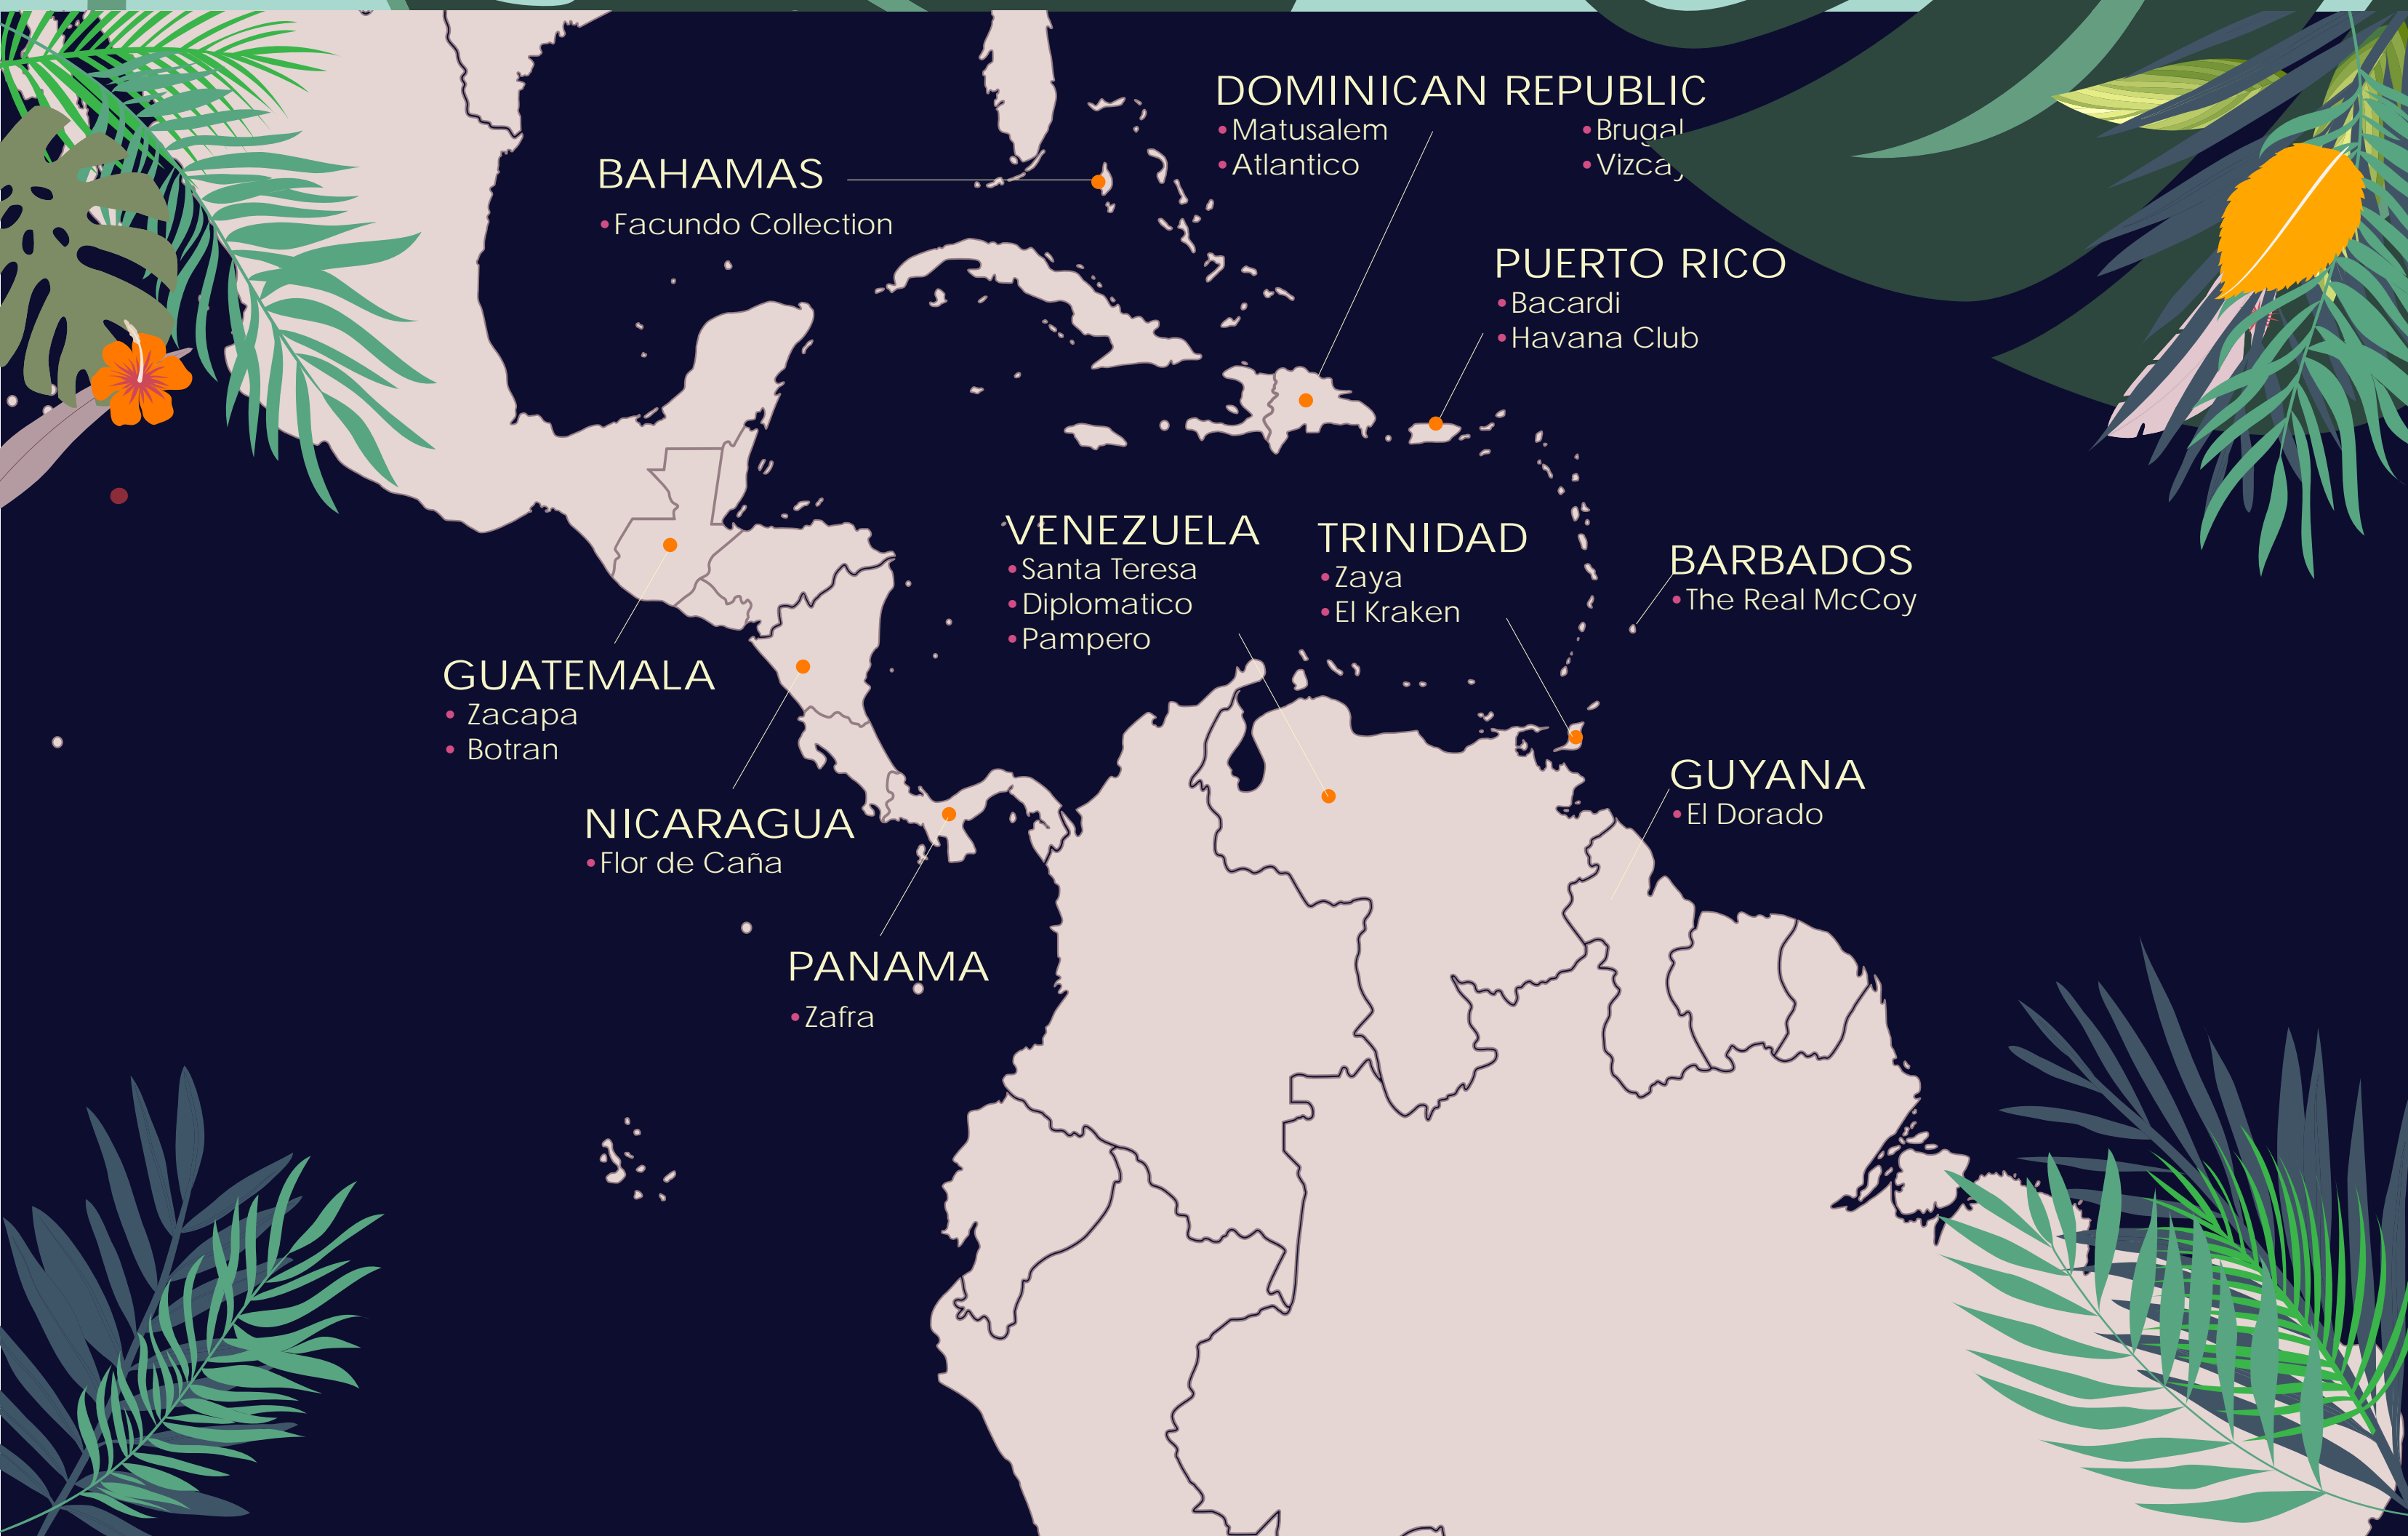 DOMINICAN REPUBLIC
•Matusalem
•Atlantico
•Brugal
BAHAMAS
•Facundo Collection
PUERTO RICO
•Bacardi
•Havana Club
VENEZUELA
•Santa Teresa
•Diplomatico
•Pampero
TRINIDAD
•Zaya
•El Kraken
BARBADOS
•The Real McCoy
GUATEMALA
• Zacapa
• Botran
NICARAGUA
•Flor de Caña
GUYANA
•El Dorado
PANAMA
•Zafra